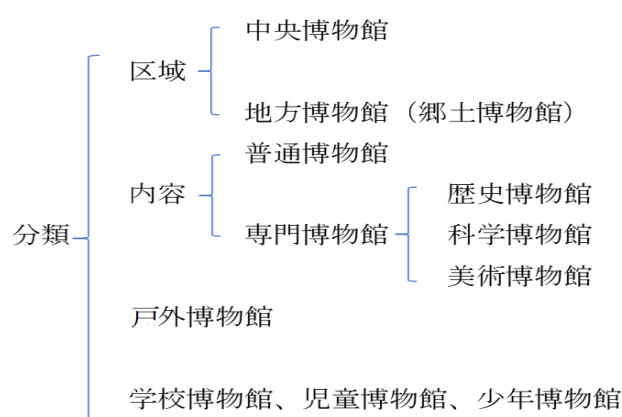 中央博物館
区域
地方博物館（郷土博物館）
普通博物館
内容
歴史博物館
分類
専門博物館
科学博物館
美術博物館
戸外博物館
学校博物館、児童博物館、少年博物館